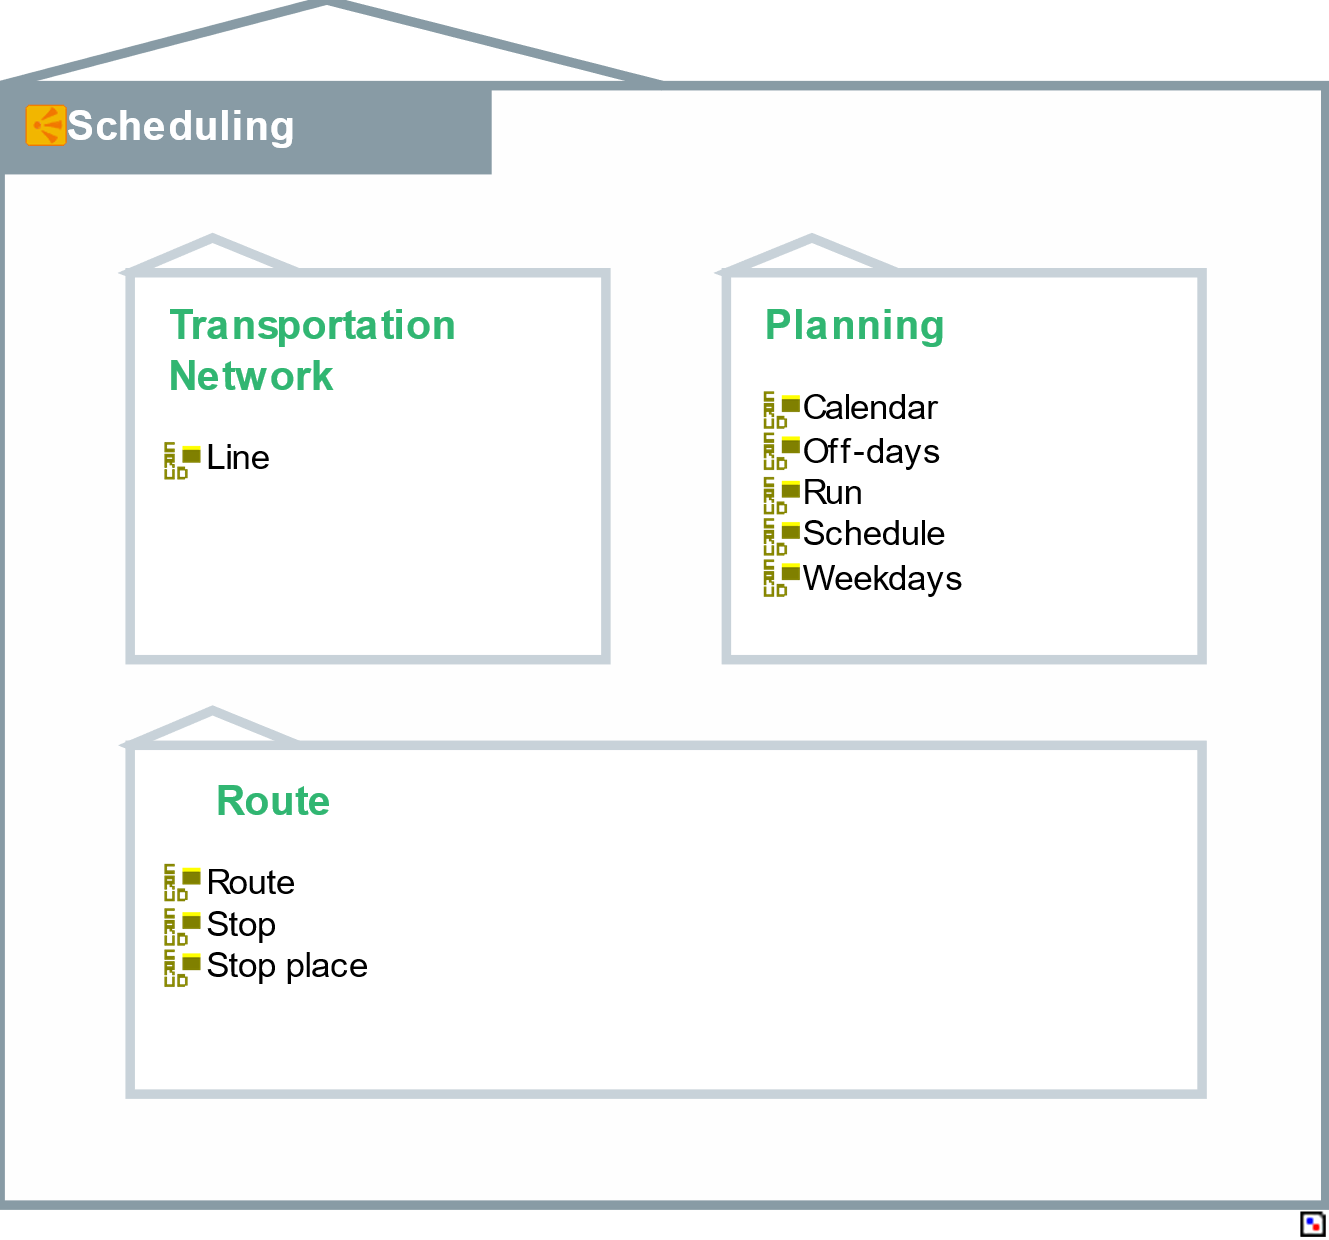 Scheduling
Transportation
Network
CRUD Line
Planning
CRUD Calendar
CRUD Off-days
CRUD Run
CRUD Schedule
CRUD Weekdays
Route
CRUD Route
CRUD Stop
CRUD Stop place